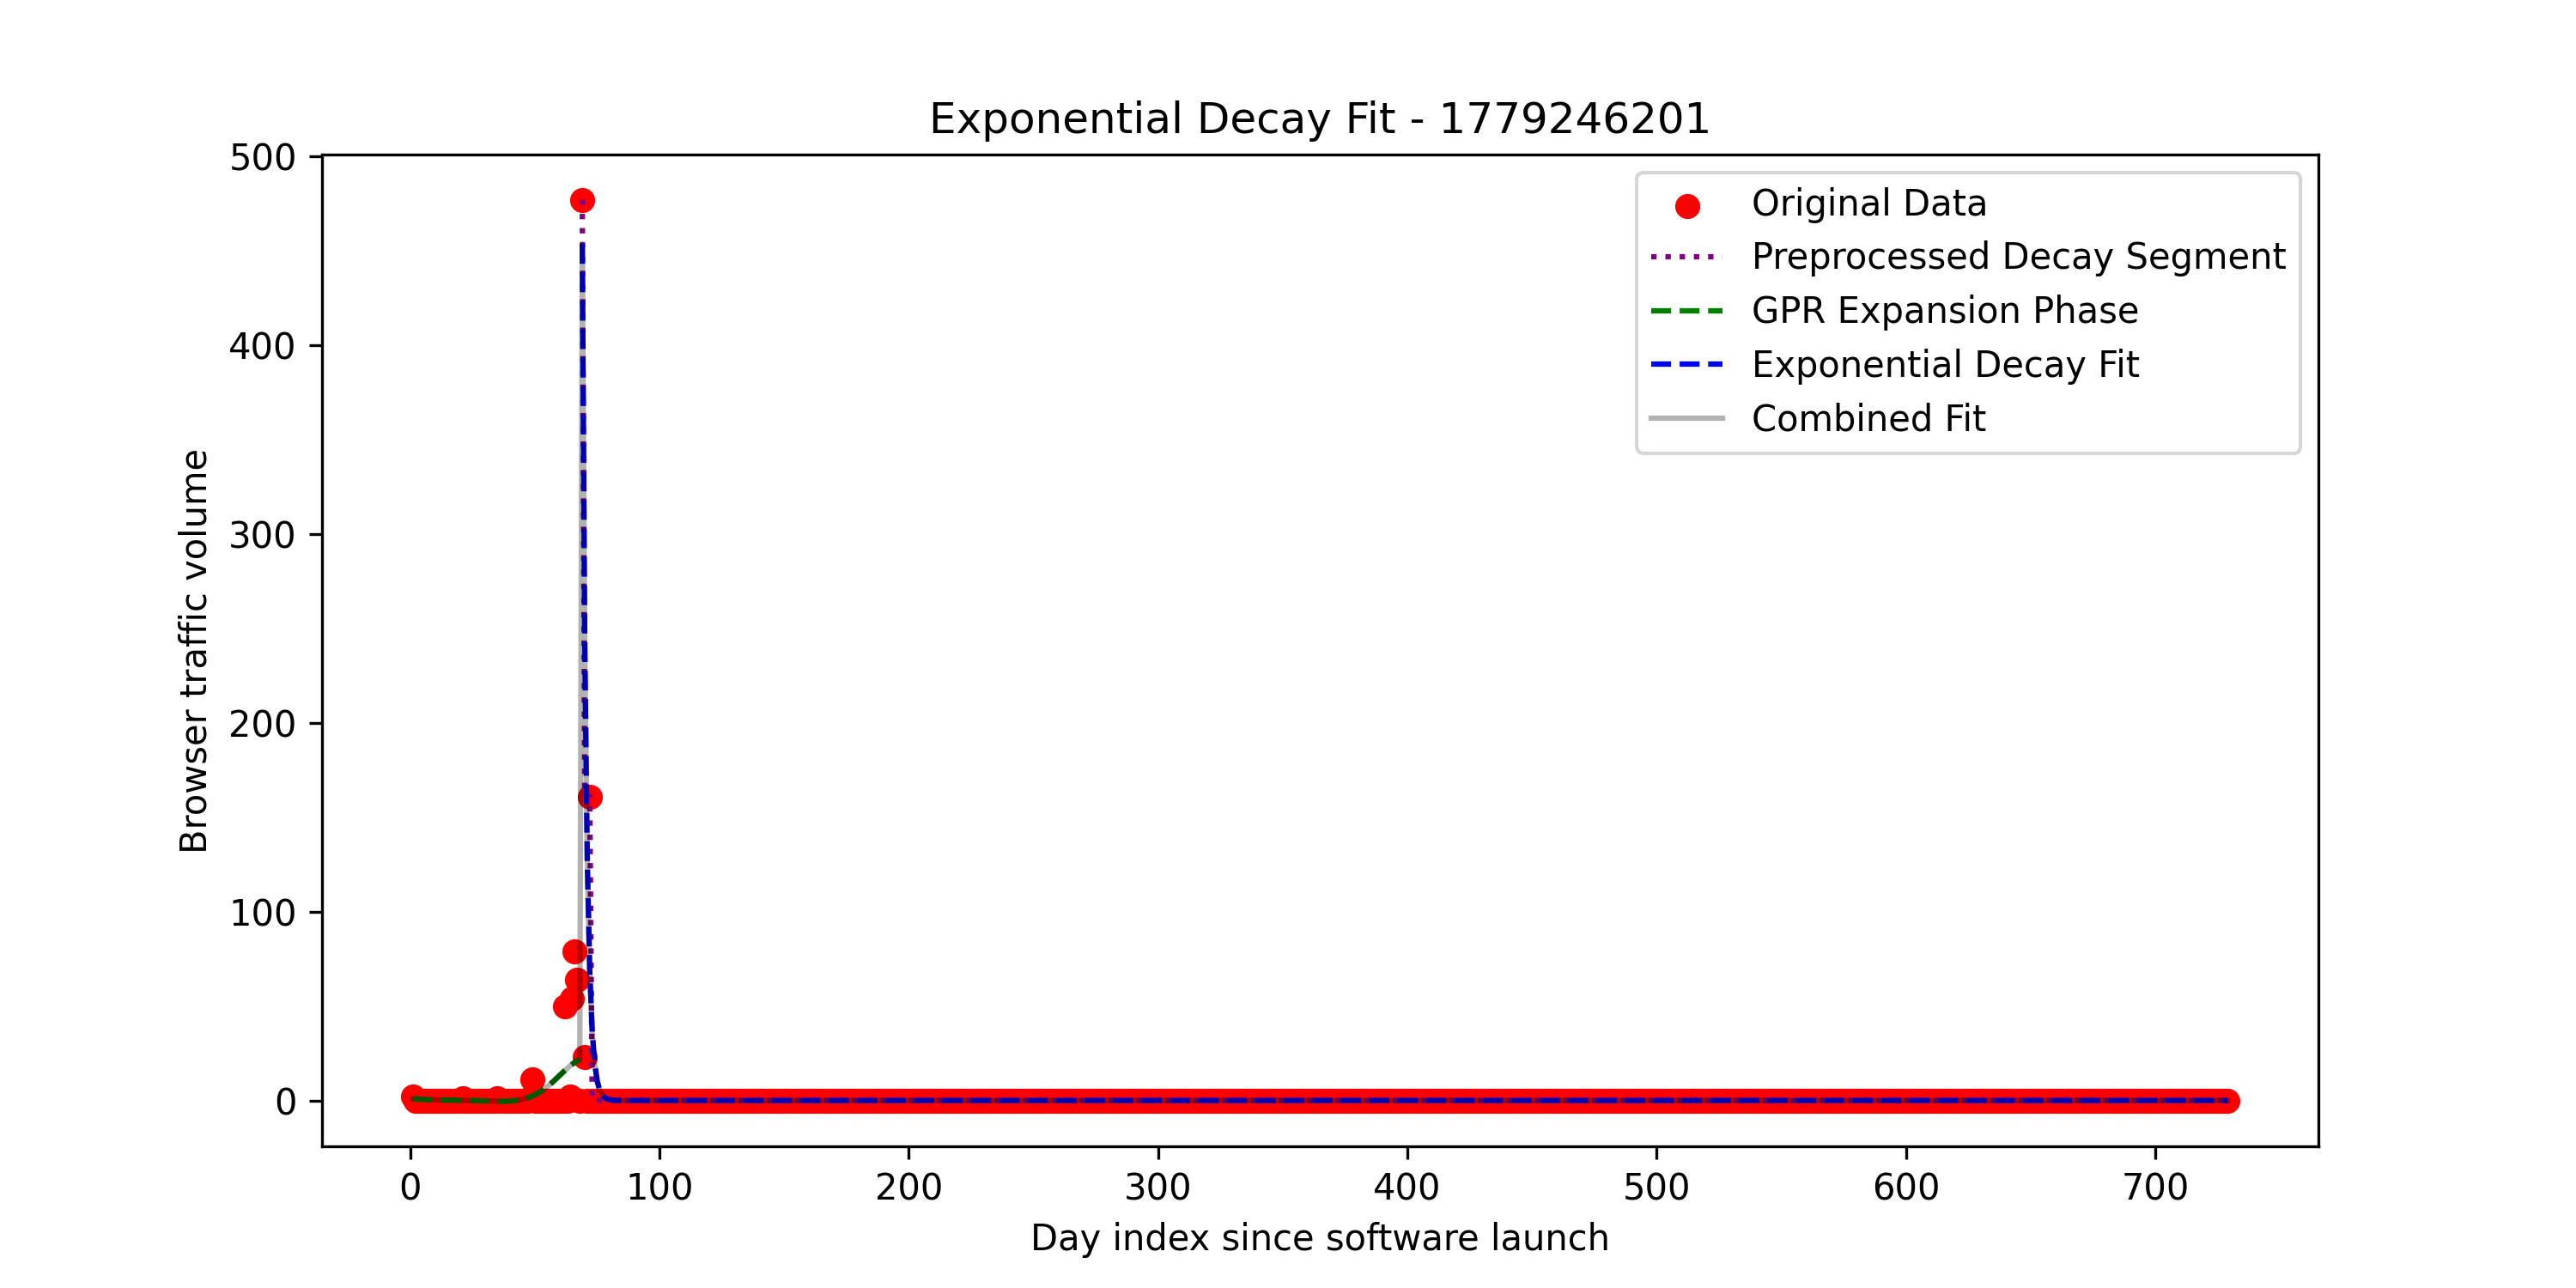 Exponential Decay Fit - 1779246201
Original Data
Preprocessed Decay Segment
GPR Expansion Phase
Exponential Decay Fit
Combined Fit
Browser traffic volume
500
400
300
200
100
0
0 100 200 300 400 500 600 700
Day index since software launch